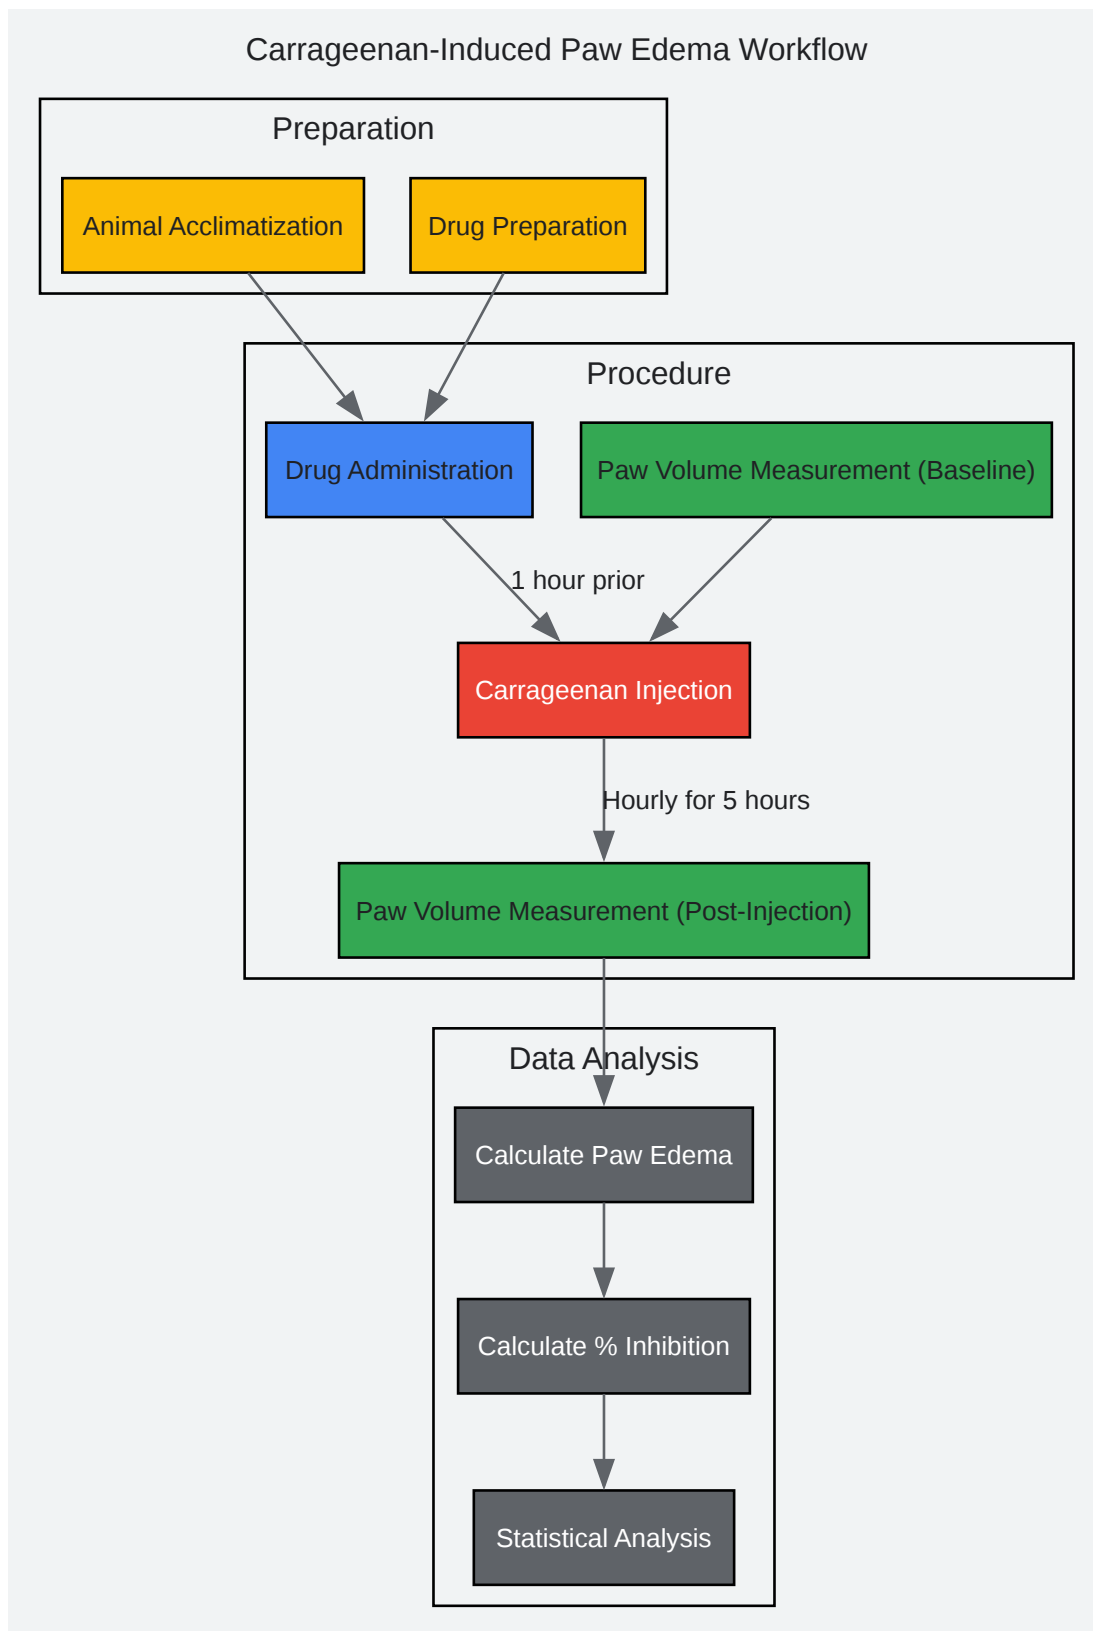 Carrageenan-Induced Paw Edema Workflow
Preparation
Animal Acclimatization
Drug Preparation
Procedure
Drug Administration
Paw Volume Measurement (Baseline)
1 hour prior
Carrageenan Injection
Hourly for 5 hours
Paw Volume Measurement (Post-Injection)
Data Analysis
Calculate Paw Edema
Calculate % Inhibition
Statistical Analysis